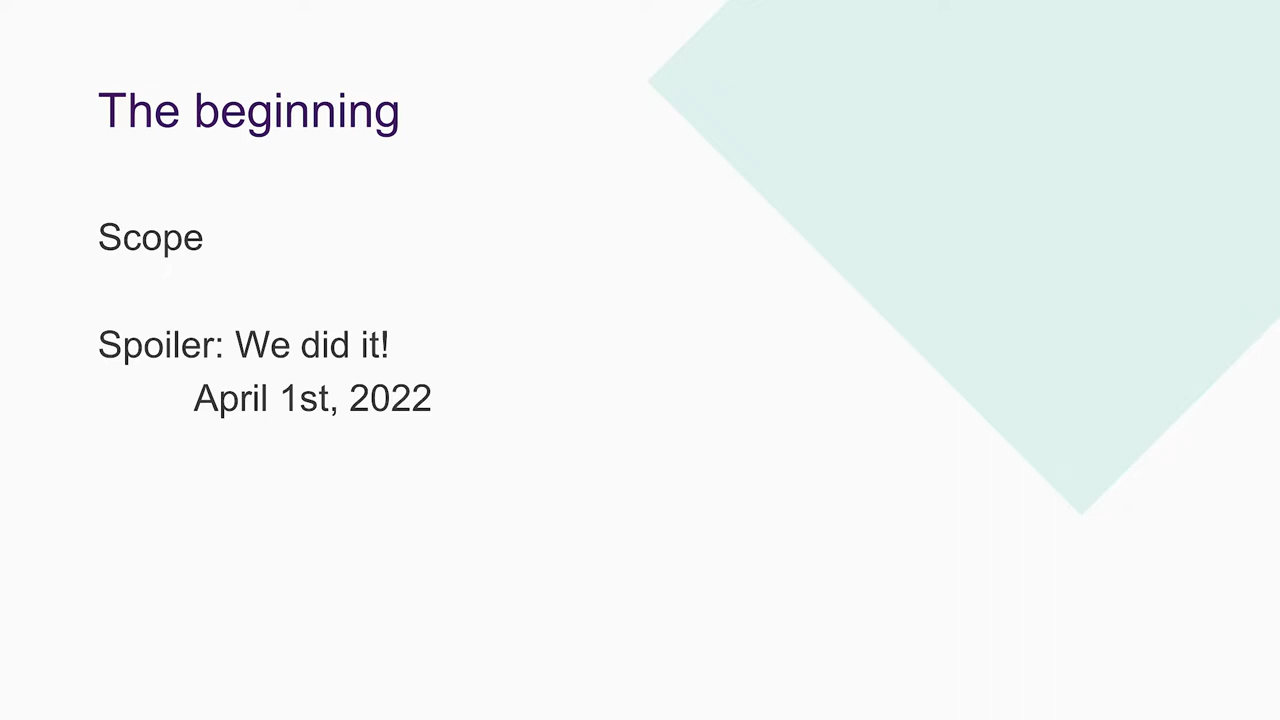 The beginning
Scope
Spoiler: We did it!
April 1st, 2022